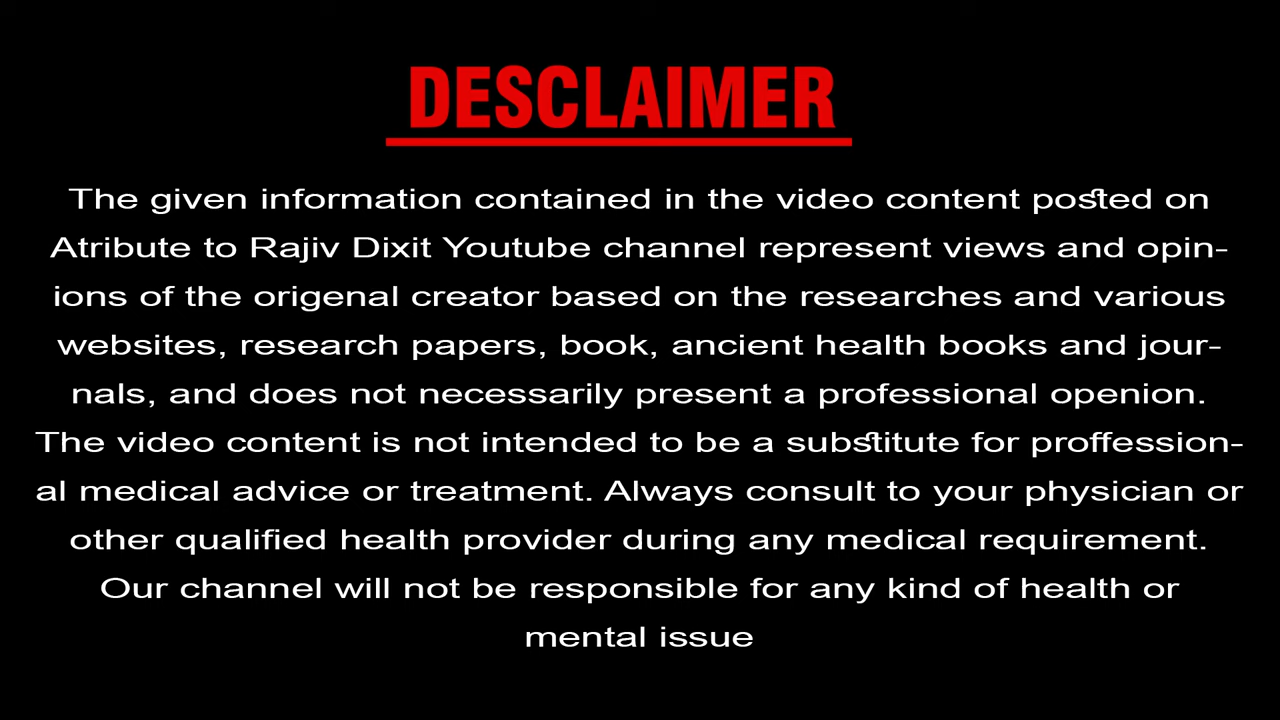 DESCLAIMER
The given information contained in the video content posted on
Atribute to Rajiv Dixit Youtube channel represent views and opin-
ions of the origenal creator based on the researches and various
websites, research papers, book, ancient health books and jour-
nals, and does not necessarily present a professional openion.
The video content is not intended to be a substitute for proffession-
al medical advice or treatment. Always consult to your physician or
other qualified health provider during any medical requirement.
Our channel will not be responsible for any kind of health or
mental issue